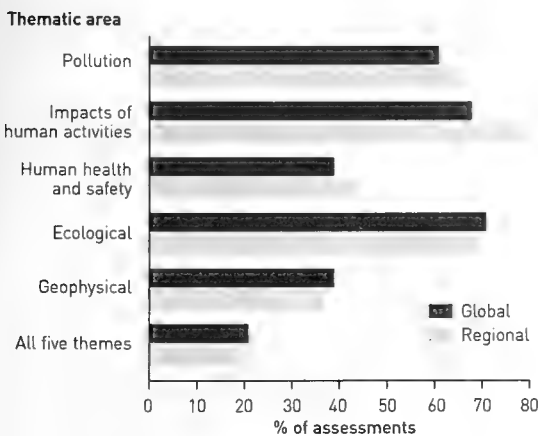 Thematic area
Pollution
Impacts of
human activities
Human health
and safety
Ecological
Geophysical
All five themes
Global
Regional
0 10 20 30 40 50 60 70 80
% of assessments